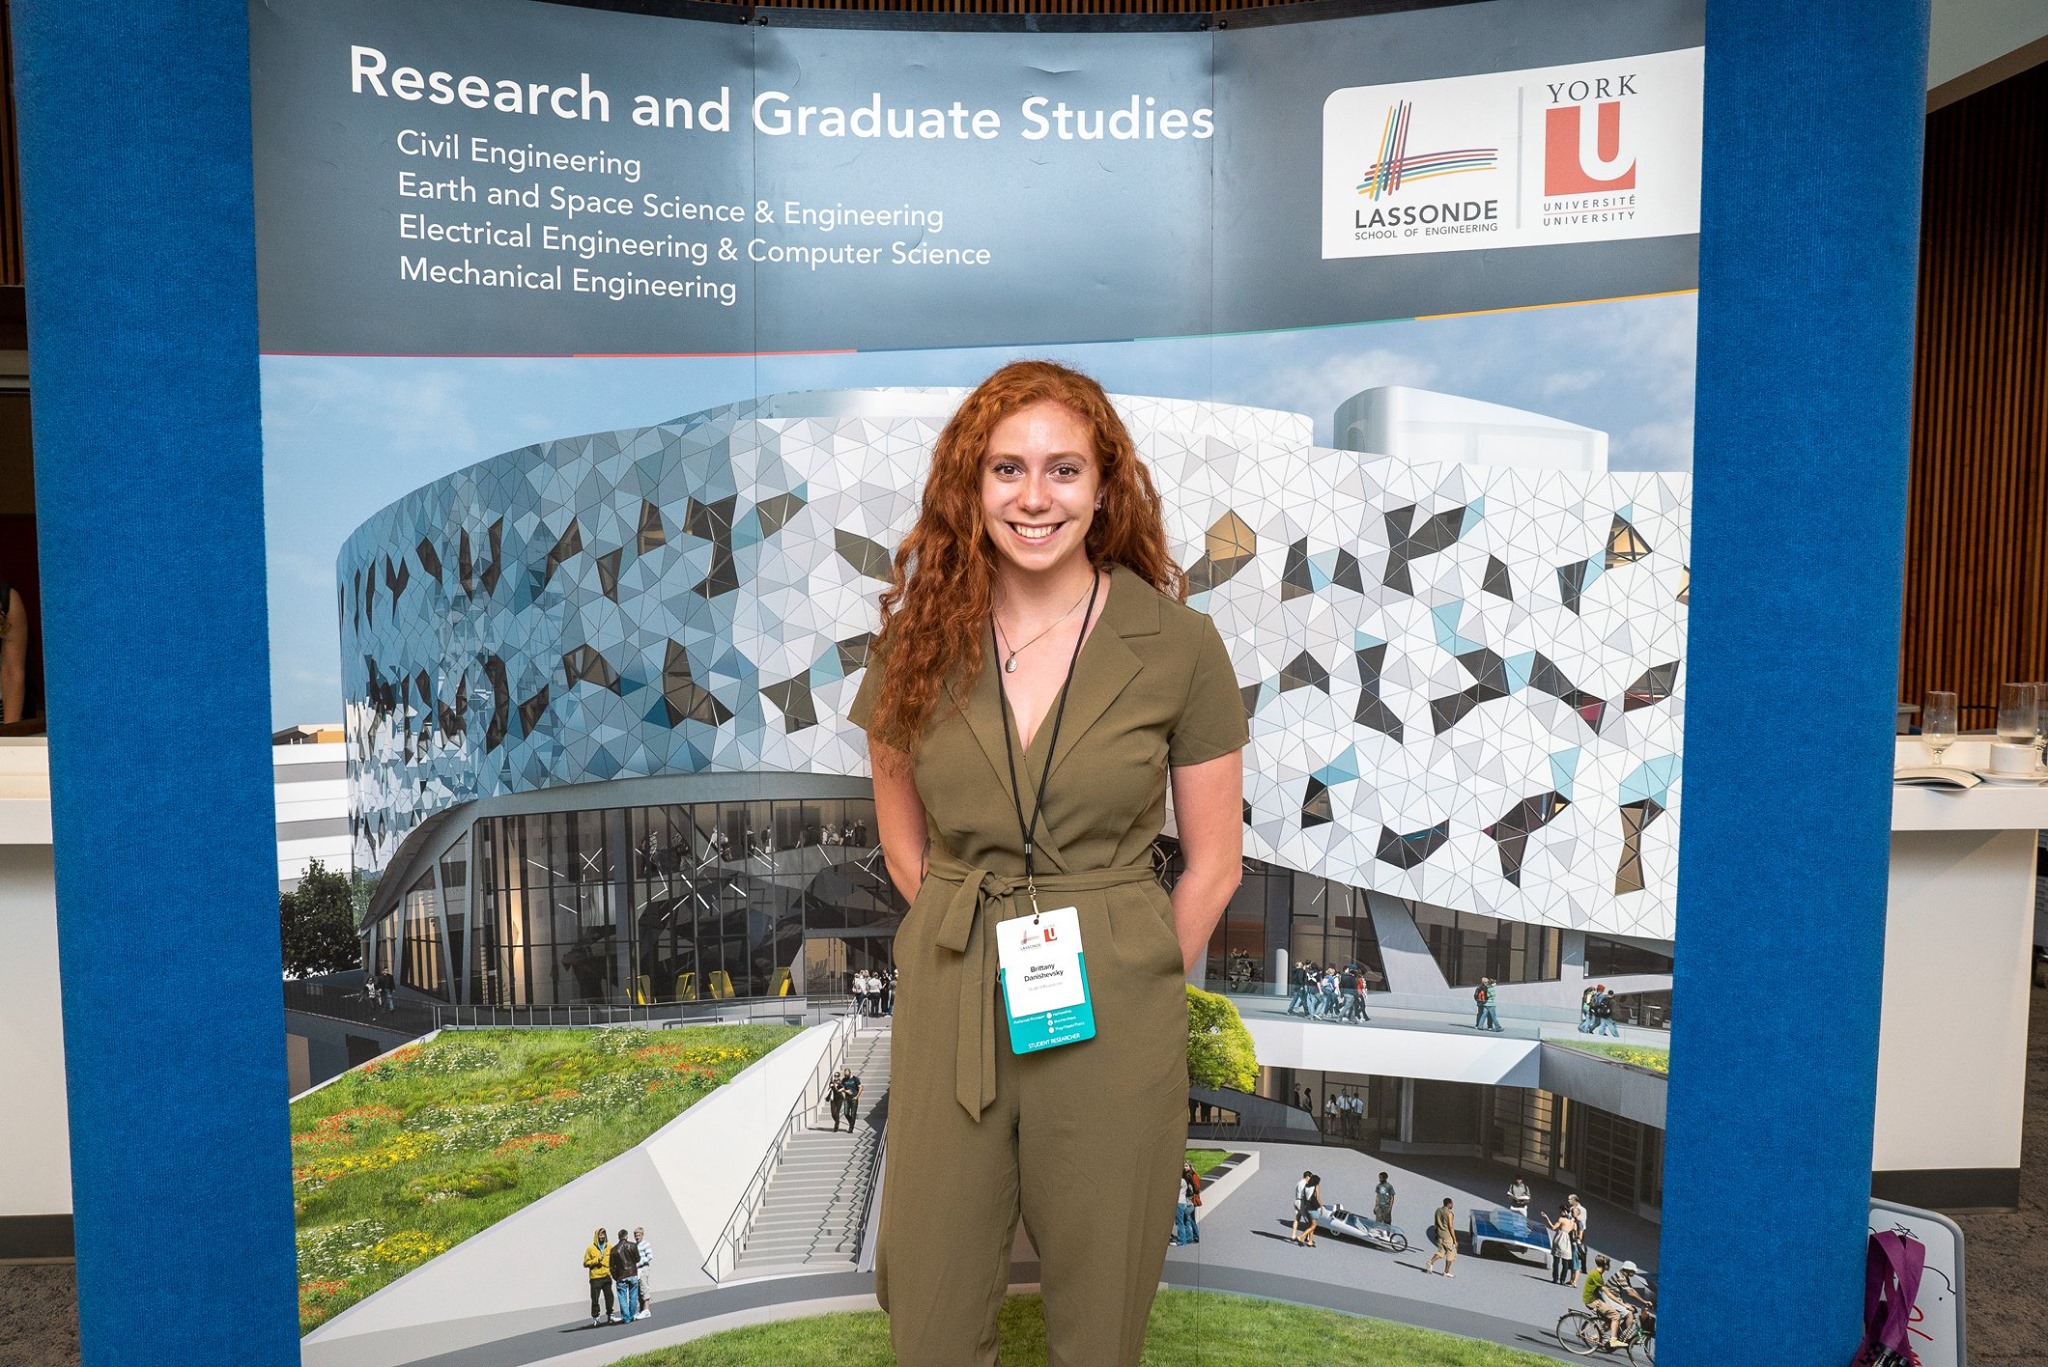 Research and Graduate Studies
Civil Engineering
Earth and Space Science & Engineering
Electrical Engineering & Computer Science
Mechanical Engineering
LASSONDE
SCHOOL OF ENGINEERING
YORK
U
UNIVERSITÉ
UNIVERSITY
LASSONDE
U
Brittany
Danishevsky
STUDENT RESEARCHER